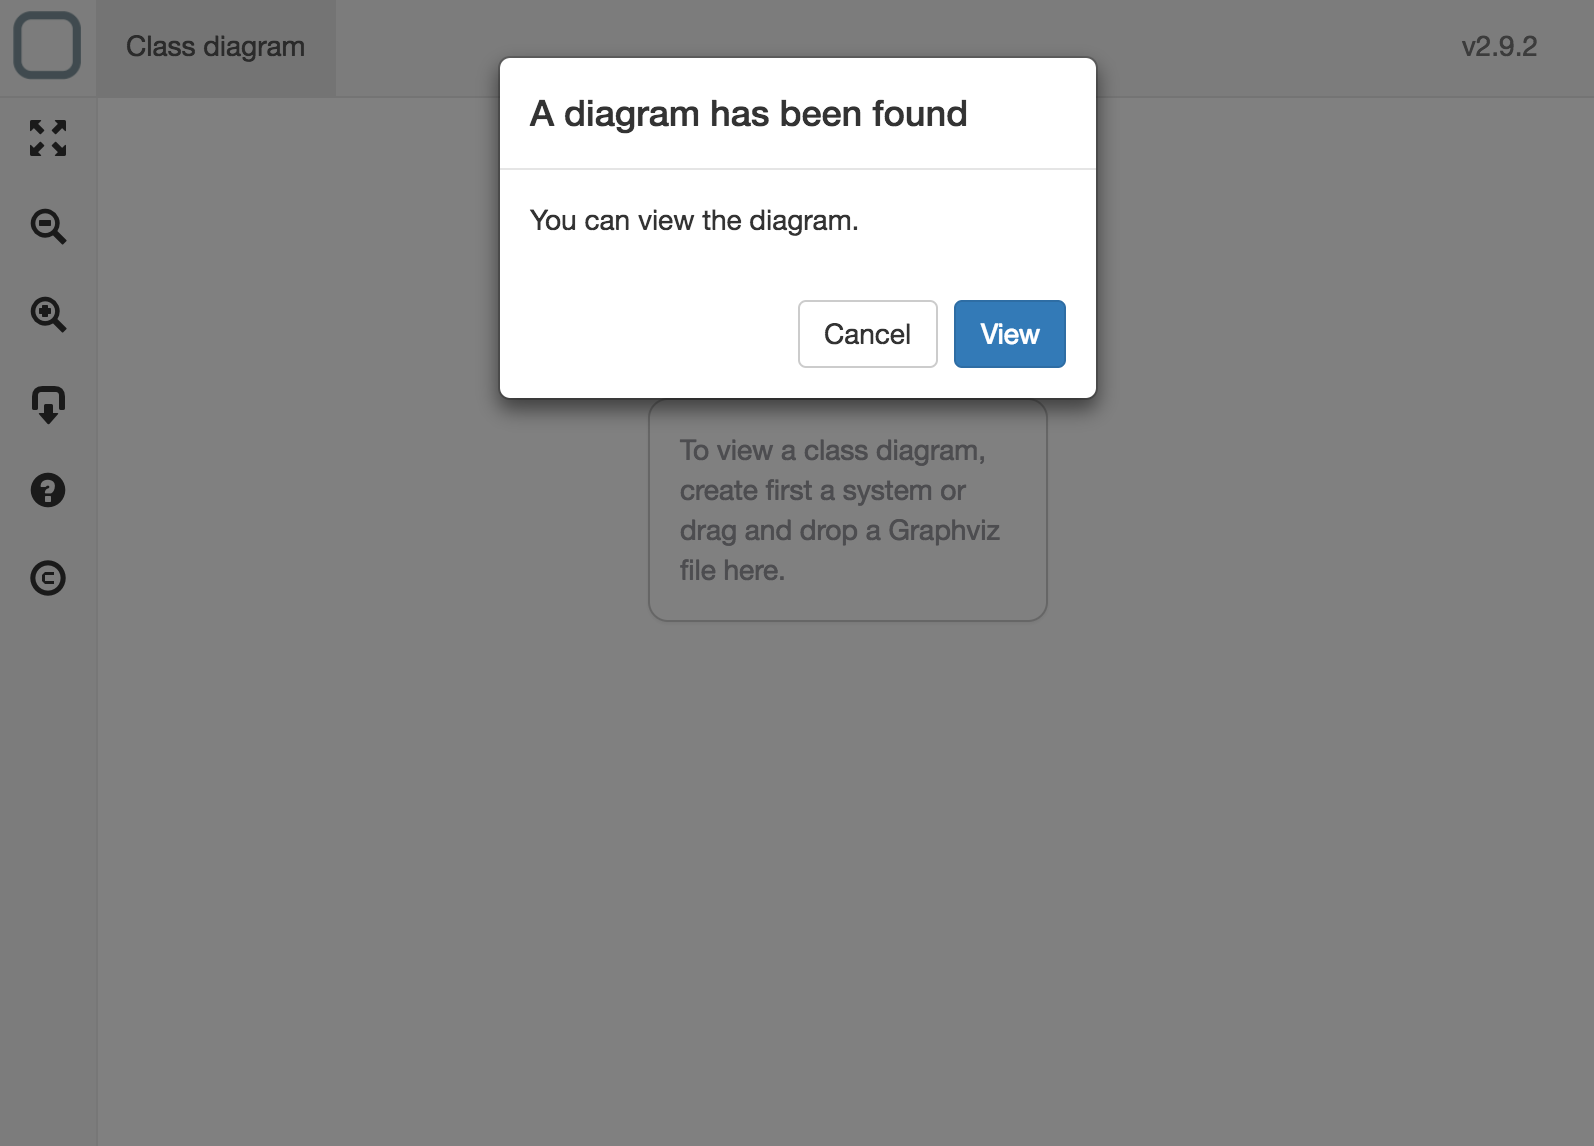 Class diagram
v2.9.2
A diagram has been found
You can view the diagram.
Cancel
View
To view a class diagram,
create first a system or
drag and drop a Graphviz
file here.